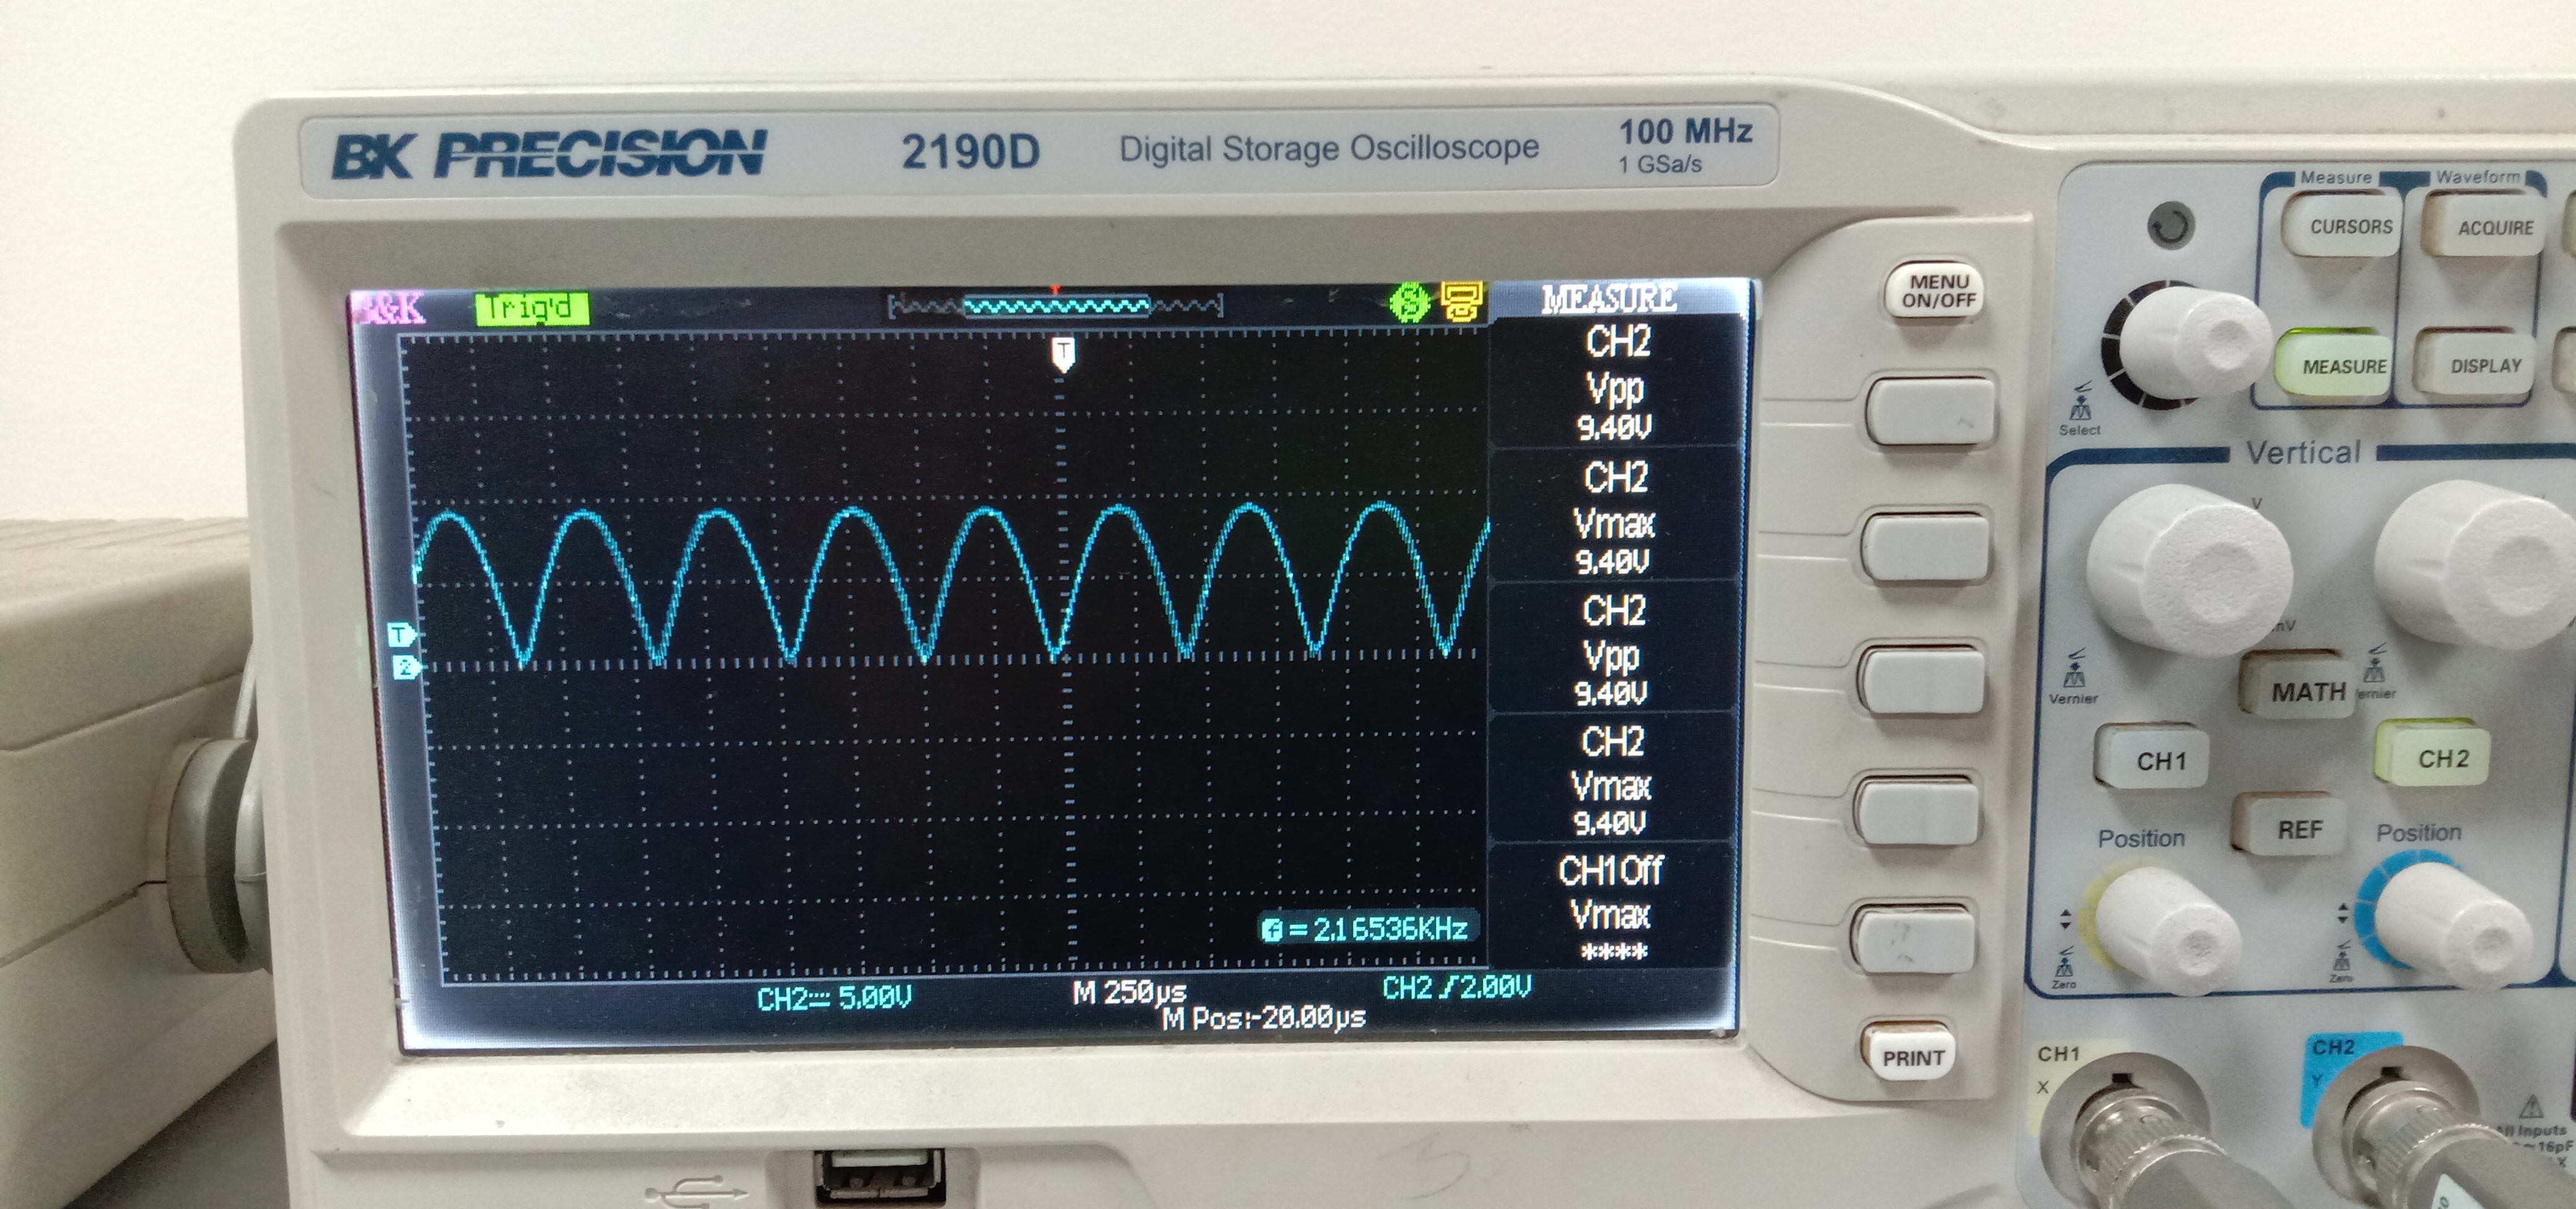 BK PRECISION
2190D
Digital Storage Oscilloscope
100 MHz
1 GSa/s
Trig'd
T
MEASURE
CH2
Vpp
9.40V
CH2
Vmax
9.40V
CH2
Vpp
9.40V
CH2
Vmax
9.40V
CH1 Off
Vmax
****
T
2
f = 2.16536KHz
CH2 5.00V
M 250µs
CH2 2.00V
M Pos:-20.00µs
MENU
ON/OFF
PRINT
Measure
Waveform
CURSORS
ACQUIRE
MEASURE
DISPLAY
Select
Vertical
V
mV
Vernier
MATH
CH1
CH2
REF
Position
Position
Zero
Zero
CH1
X
CH2
Y
All Inputs
16pF